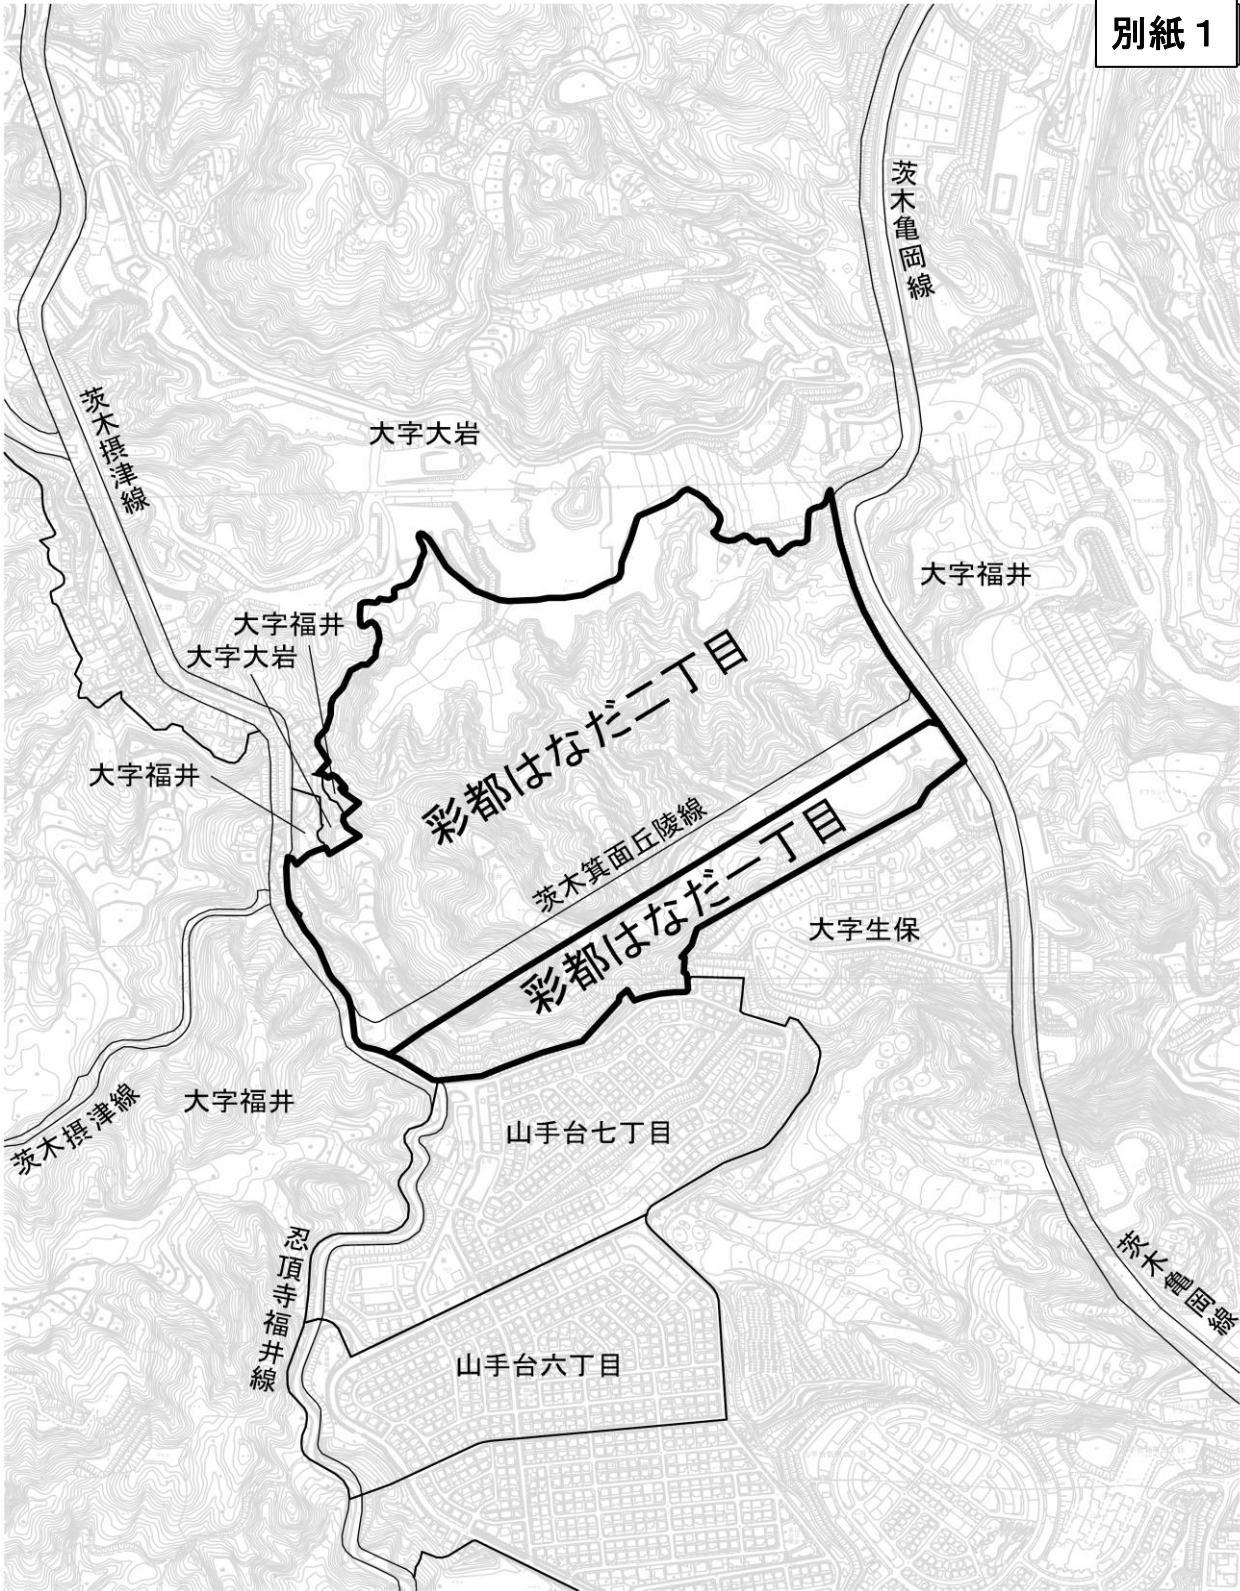 別紙１
茨木亀岡線
茨木摂津線
大字大岩
大字福井
大字福井
大字大岩
彩都はなだ二丁目
大字福井
茨木箕面丘陵線
彩都はなだ一丁目
大字生保
大字福井
茨木摂津線
山手台七丁目
忍頂寺福井線
茨木亀岡線
山手台六丁目